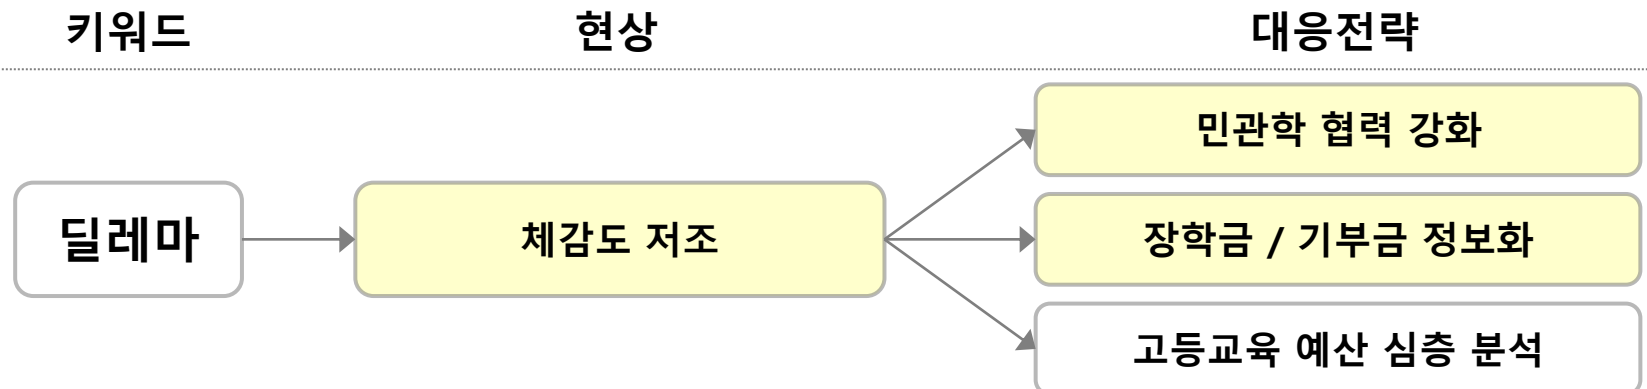 키워드 현상 대응전략
민관학 협력 강화
딜레마 체감도 저조 장학금 / 기부금 정보화
고등교육 예산 심층 분석